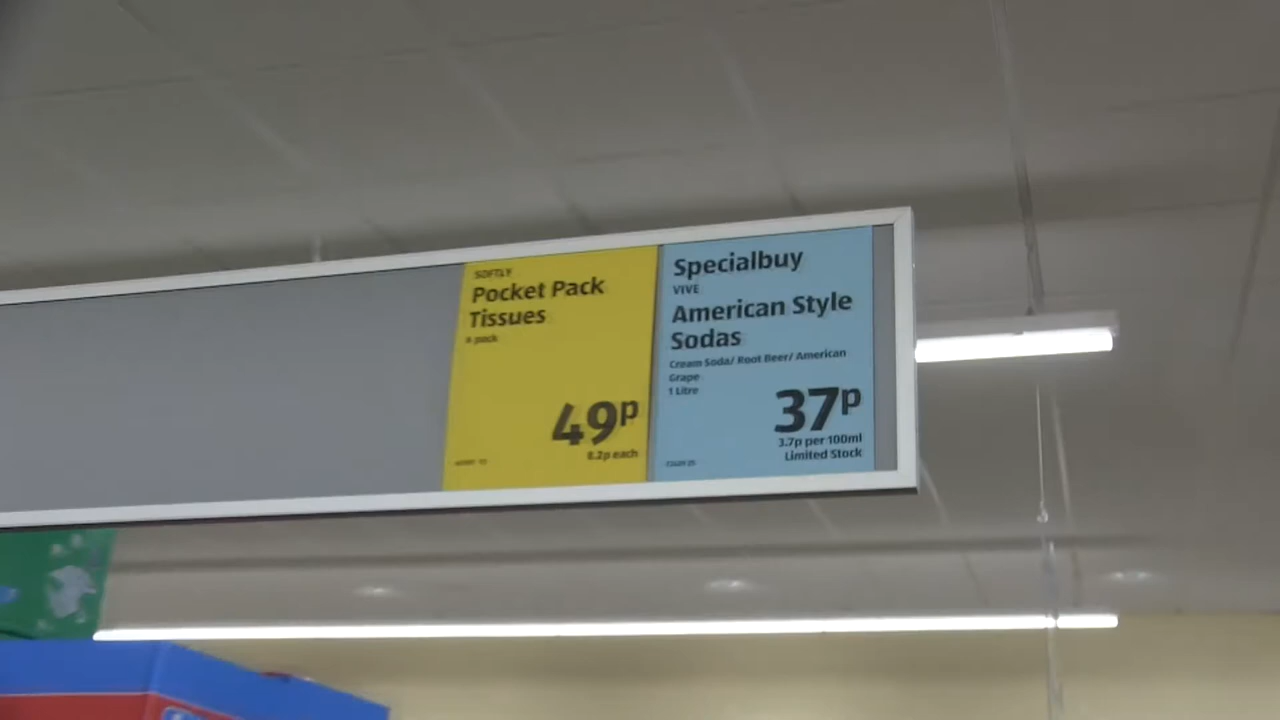 SOFTLY
Pocket Pack
Tissues
pack
49p
8.2p each
Specialbuy
VIVE
American Style
Sodas
Cream Soda/ Root Beer/ American
Grape
1 Litre
37p
3.7p per 100ml
Limited Stock